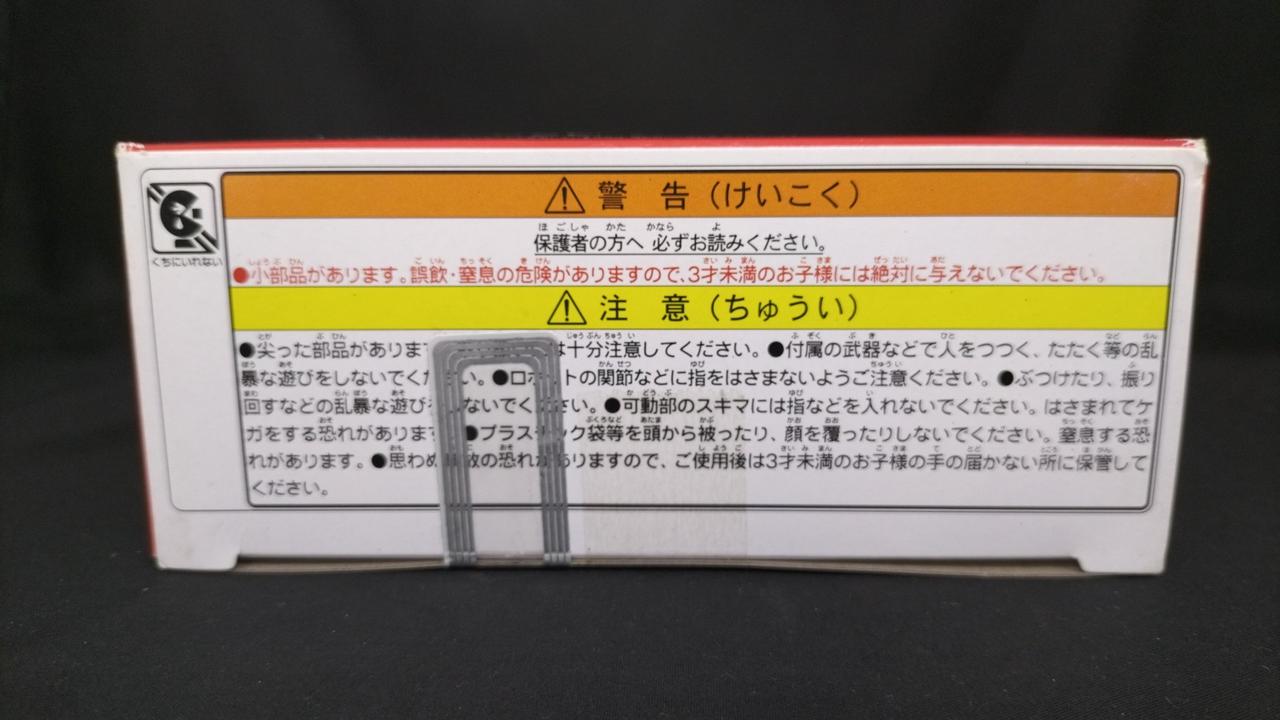 くちにいれない
警告（けいこく）
保護者の方へ 必ずお読みください。
●小部品があります。誤飲・窒息の危険がありますので、3才未満のお子様には絶対に与えないでください。
注意（ちゅうい）
●尖った部品がありま は十分注意してください。●付属の武器などで人をつつく、たたく等の乱
暴な遊びをしないでく 。●ロボットの関節などに指をはさまないようご注意ください。●ぶつけたり、振り
回すなどの乱暴な遊び ないでください。●可動部のスキマには指などを入れないでください。はさまれてケ
ガをする恐れがあります ●プラスチック袋等を頭から被ったり、顔を覆ったりしないでください。窒息する恐
れがあります。●思わぬ 故の恐れがありますので、ご使用後は3才未満のお子様の手の届かない所に保管して
ください。